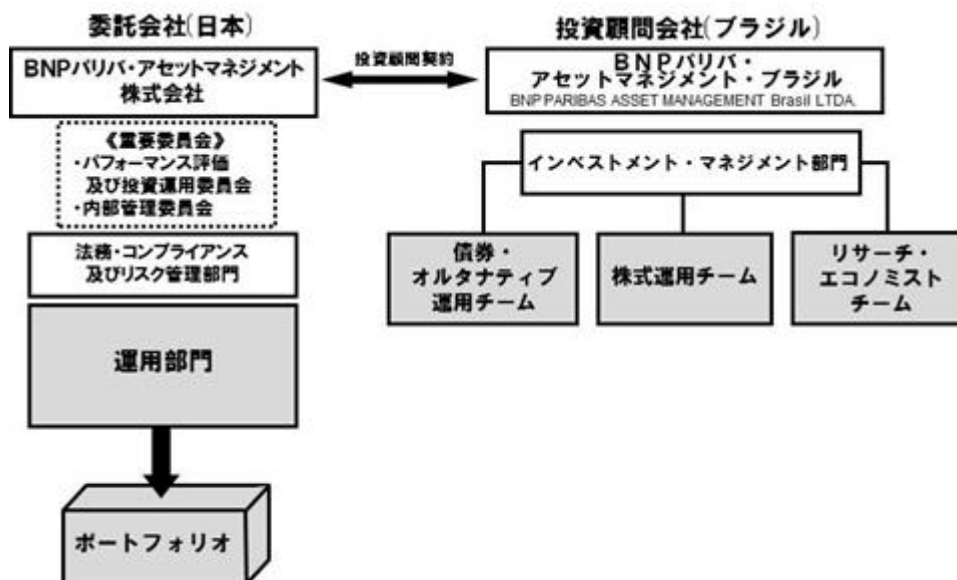 委託会社(日本)
BNPパリバ・アセットマネジメント
株式会社
《重要委員会》
・パフォーマンス評価
及び投資運用委員会
・内部管理委員会
法務・コンプライアンス
及びリスク管理部門
運用部門
ポートフォリオ
投資顧問契約
投資顧問会社(ブラジル)
BNPパリバ・
アセットマネジメント・ブラジル
BNP PARIBAS ASSET MANAGEMENT Brasil LTDA.
インベストメント・マネジメント部門
債券・
オルタナティブ
運用チーム
株式運用チーム
リサーチ・
エコノミスト
チーム